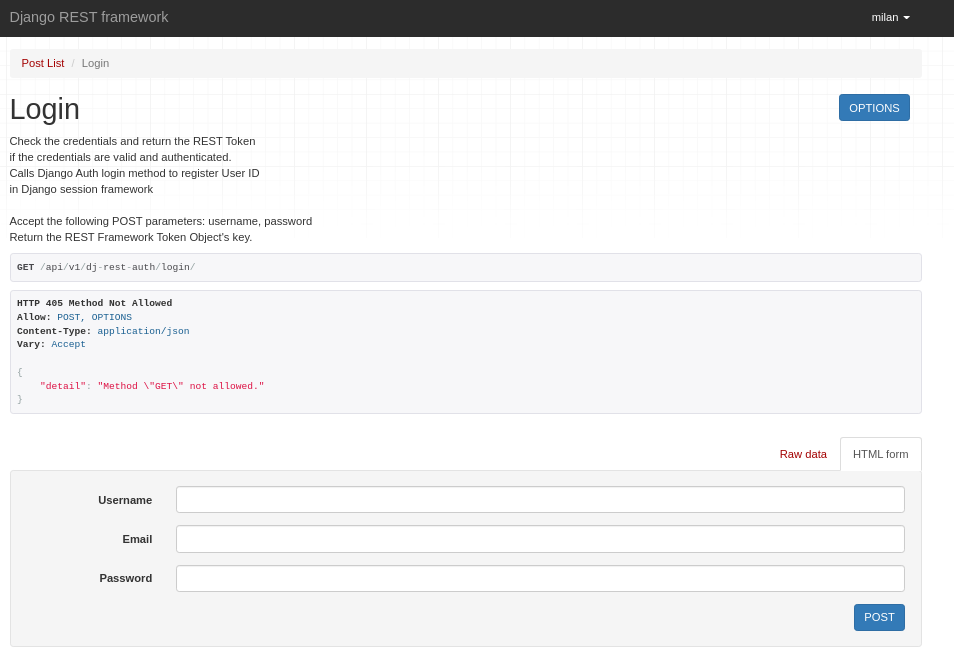 Django REST framework
milan
Post List / Login
Login
OPTIONS
Check the credentials and return the REST Token
if the credentials are valid and authenticated.
Calls Django Auth login method to register User ID
in Django session framework
Accept the following POST parameters: username, password
Return the REST Framework Token Object's key.
GET /api/v1/dj-rest-auth/login/
HTTP 405 Method Not Allowed
Allow: POST, OPTIONS
Content-Type: application/json
Vary: Accept
{
"detail": "Method \"GET\" not allowed."
}
Raw data
HTML form
Username
Email
Password
POST